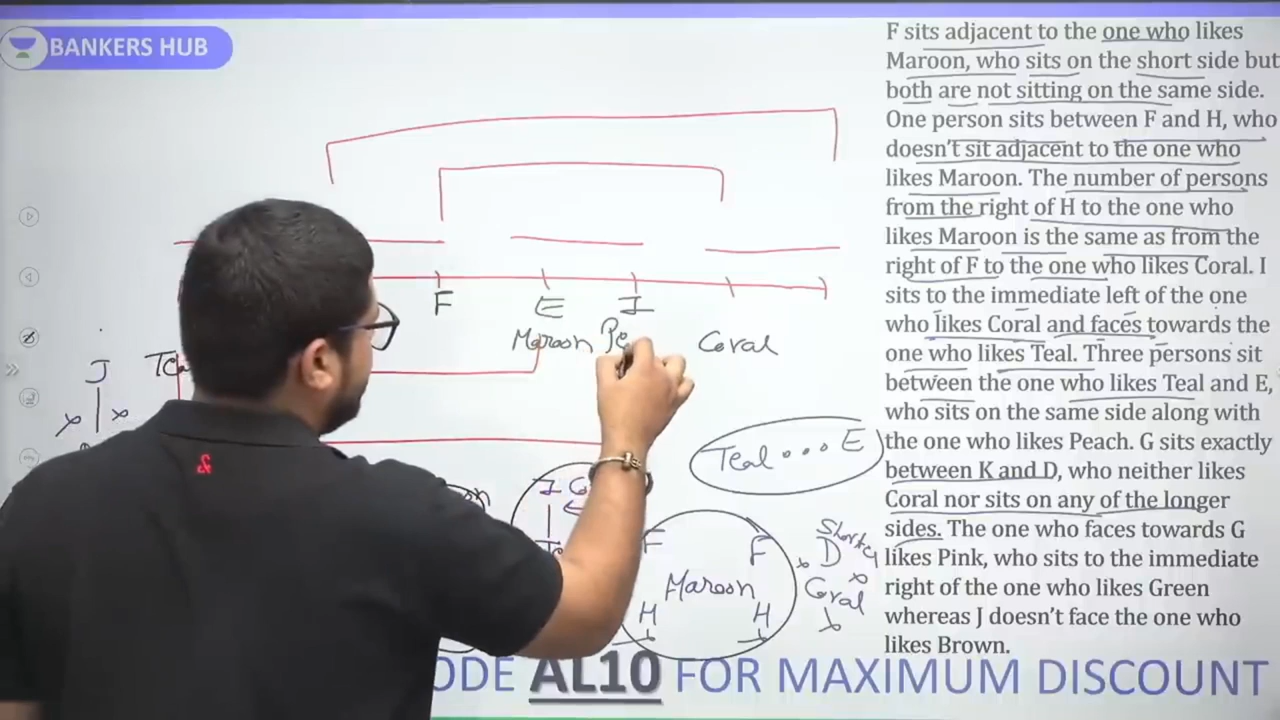 BANKERS HUB
F sits adjacent to the one who likes
Maroon, who sits on the short side but
both are not sitting on the same side.
One person sits between F and H, who
doesn't sit adjacent to the one who
likes Maroon. The number of persons
from the right of H to the one who
likes Maroon is the same as from the
right of F to the one who likes Coral. I
sits to the immediate left of the one
who likes Coral and faces towards the
one who likes Teal. Three persons sit
between the one who likes Teal and E,
who sits on the same side along with
the one who likes Peach. G sits exactly
between K and D, who neither likes
Coral nor sits on any of the longer
sides. The one who faces towards G
likes Pink, who sits to the immediate
right of the one who likes Green
whereas J doesn't face the one who
likes Brown.
F E I
Maroon Pe Coral
J
Teal... E
F F
Maroon
H H
Shorter
D
Coral
ODE AL10 FOR MAXIMUM DISCOUNT